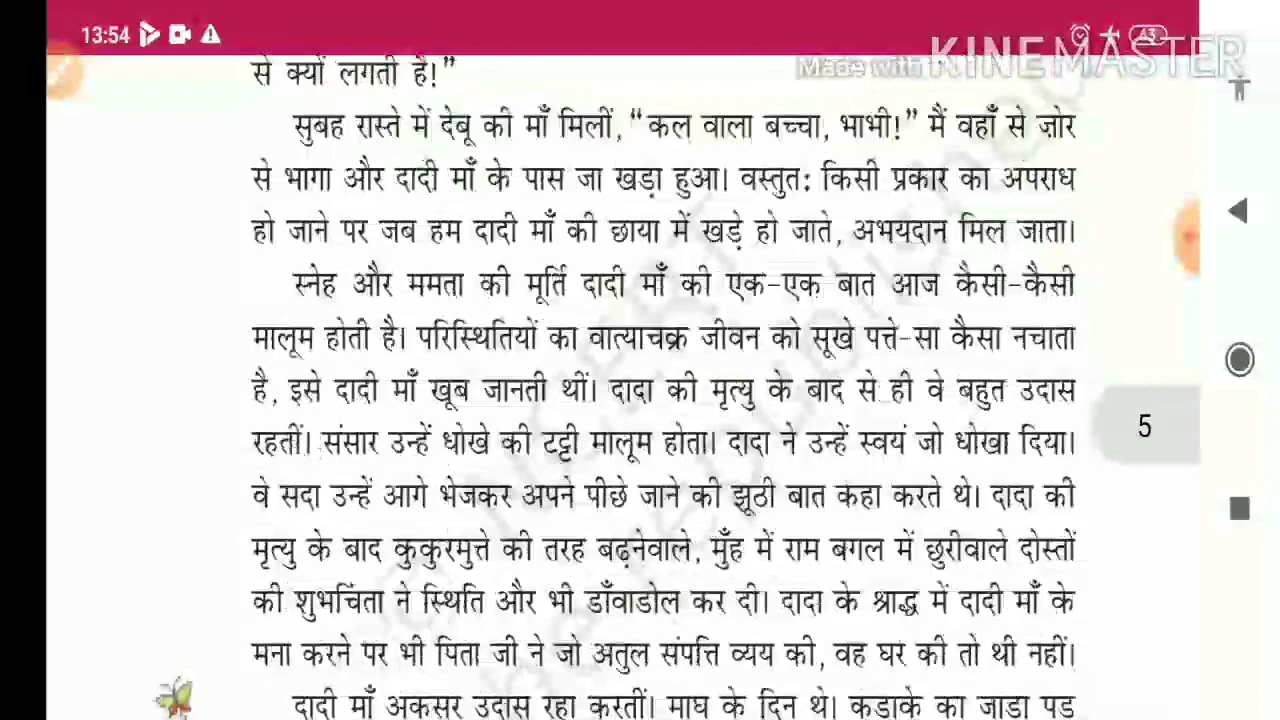 13:54
43
Made with KINEMASTER
से क्यों लगती है!”
सुबह रास्ते में देबू की माँ मिलीं, “कल वाला बच्चा, भाभी!” मैं वहाँ से ज़ोर
से भागा और दादी माँ के पास जा खड़ा हुआ। वस्तुतः किसी प्रकार का अपराध
हो जाने पर जब हम दादी माँ की छाया में खड़े हो जाते, अभयदान मिल जाता।
स्नेह और ममता की मूर्ति दादी माँ की एक-एक बात आज कैसी-कैसी
मालूम होती है। परिस्थितियों का वात्याचक्र जीवन को सूखे पत्ते-सा कैसा नचाता
है, इसे दादी माँ खूब जानती थीं। दादा की मृत्यु के बाद से ही वे बहुत उदास
रहतीं। संसार उन्हें धोखे की टट्टी मालूम होता। दादा ने उन्हें स्वयं जो धोखा दिया।
5
वे सदा उन्हें आगे भेजकर अपने पीछे जाने की झूठी बात कहा करते थे। दादा की
मृत्यु के बाद कुकुरमुत्ते की तरह बढ़नेवाले, मुँह में राम बगल में छुरीवाले दोस्तों
की शुभचिंता ने स्थिति और भी डाँवाडोल कर दी। दादा के श्राद्ध में दादी माँ के
मना करने पर भी पिता जी ने जो अतुल संपत्ति व्यय की, वह घर की तो थी नहीं।
दादी माँ अकसर उदास रहा करतीं। माघ के दिन थे। कड़ाके का जाड़ा पड़